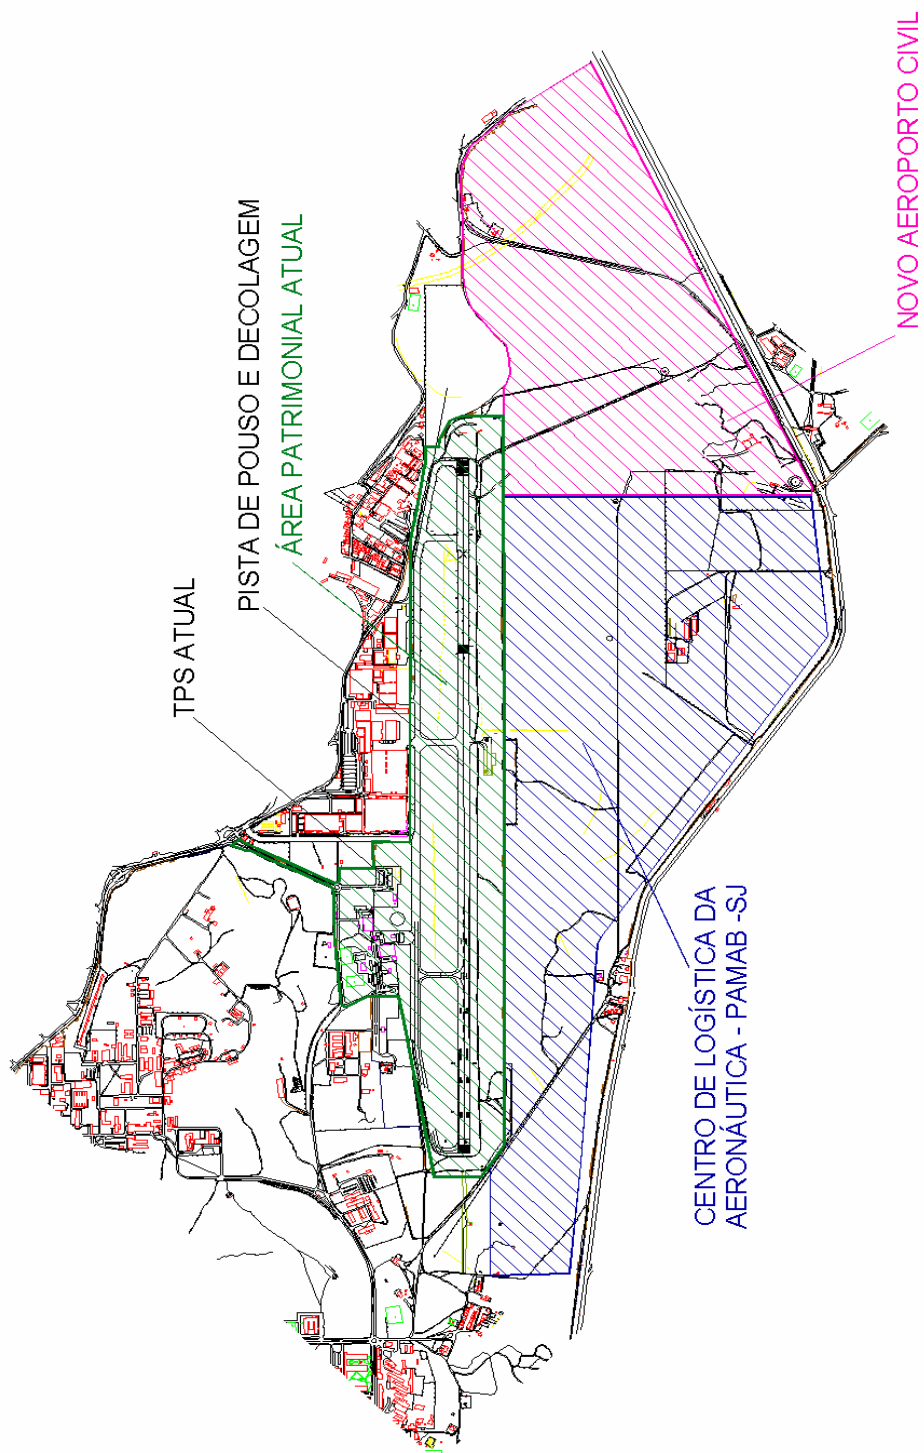 TPS ATUAL
PISTA DE POUSO E DECOLAGEM
ÁREA PATRIMONIAL ATUAL
CENTRO DE LOGÍSTICA DA
AERONÁUTICA - PAMAB -SJ
NOVO AEROPORTO CIVIL